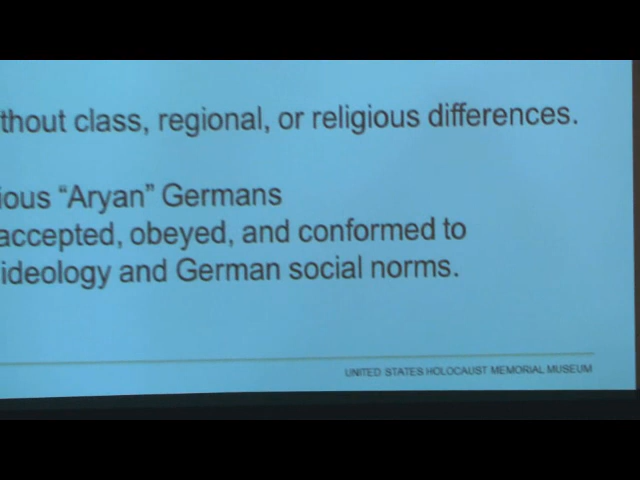 thout class, regional, or religious differences.
ious “Aryan” Germans
accepted, obeyed, and conformed to
ideology and German social norms.
UNITED STATES HOLOCAUST MEMORIAL MUSEUM